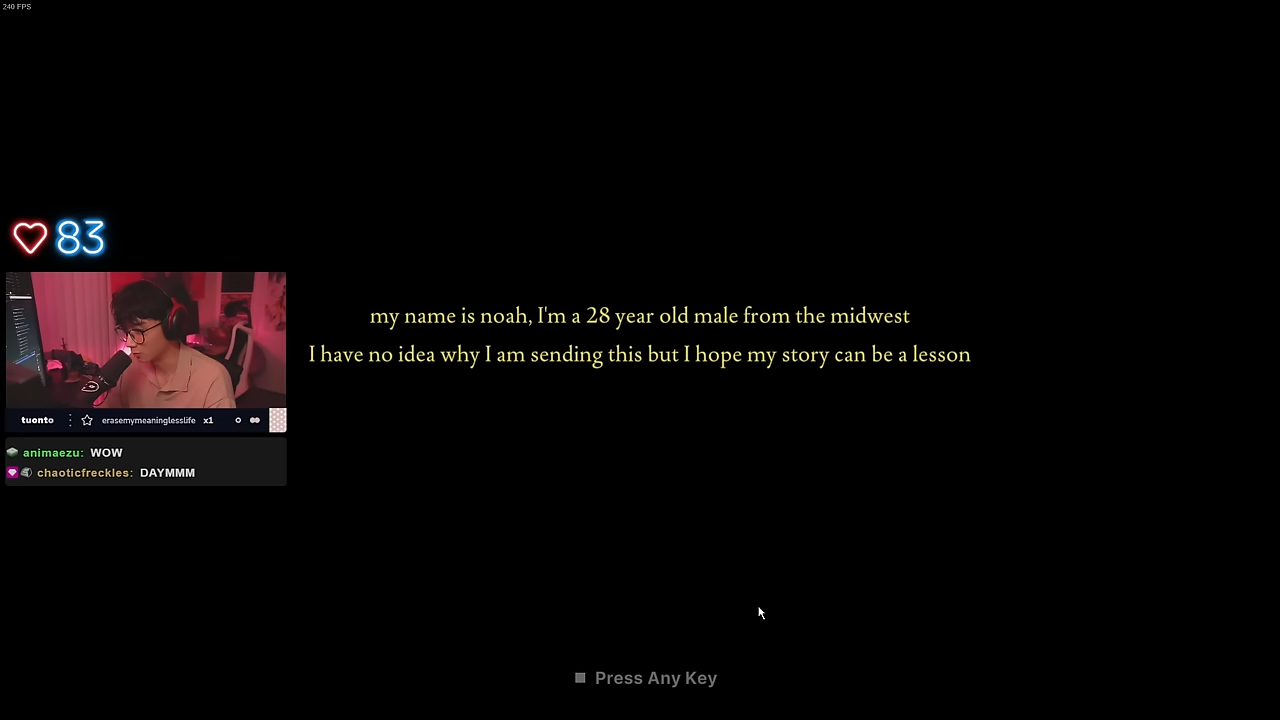 240 FPS
83
my name is noah, I'm a 28 year old male from the midwest
I have no idea why I am sending this but I hope my story can be a lesson
tuonto
erasemymeaninglesslife x1
animaezu: WOW
chaoticfreckles: DAYMMM
Press Any Key